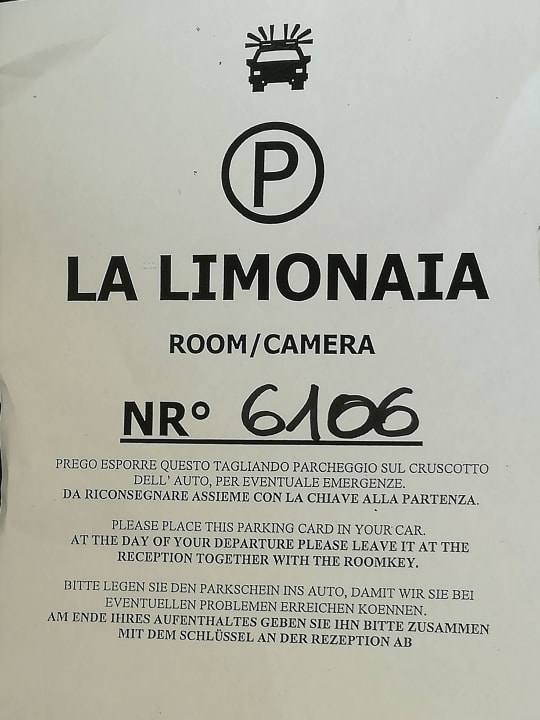 P
LA LIMONAIA
ROOM/CAMERA
NR° 6106
PREGO ESPORRE QUESTO TAGLIANDO PARCHEGGIO SUL CRUSCOTTO
DELL' AUTO, PER EVENTUALE EMERGENZE.
DA RICONSEGNARE ASSIEME CON LA CHIAVE ALLA PARTENZA.
PLEASE PLACE THIS PARKING CARD IN YOUR CAR.
AT THE DAY OF YOUR DEPARTURE PLEASE LEAVE IT AT THE
RECEPTION TOGETHER WITH THE ROOMKEY.
BITTE LEGEN SIE DEN PARKSCHEIN INS AUTO, DAMIT WIR SIE BEI
EVENTUELLEN PROBLEMEN ERREICHEN KOENNEN.
AM ENDE IHRES AUFENTHALTES GEBEN SIE IHN BITTE ZUSAMMEN
MIT DEM SCHLÜSSEL AN DER REZEPTION AB